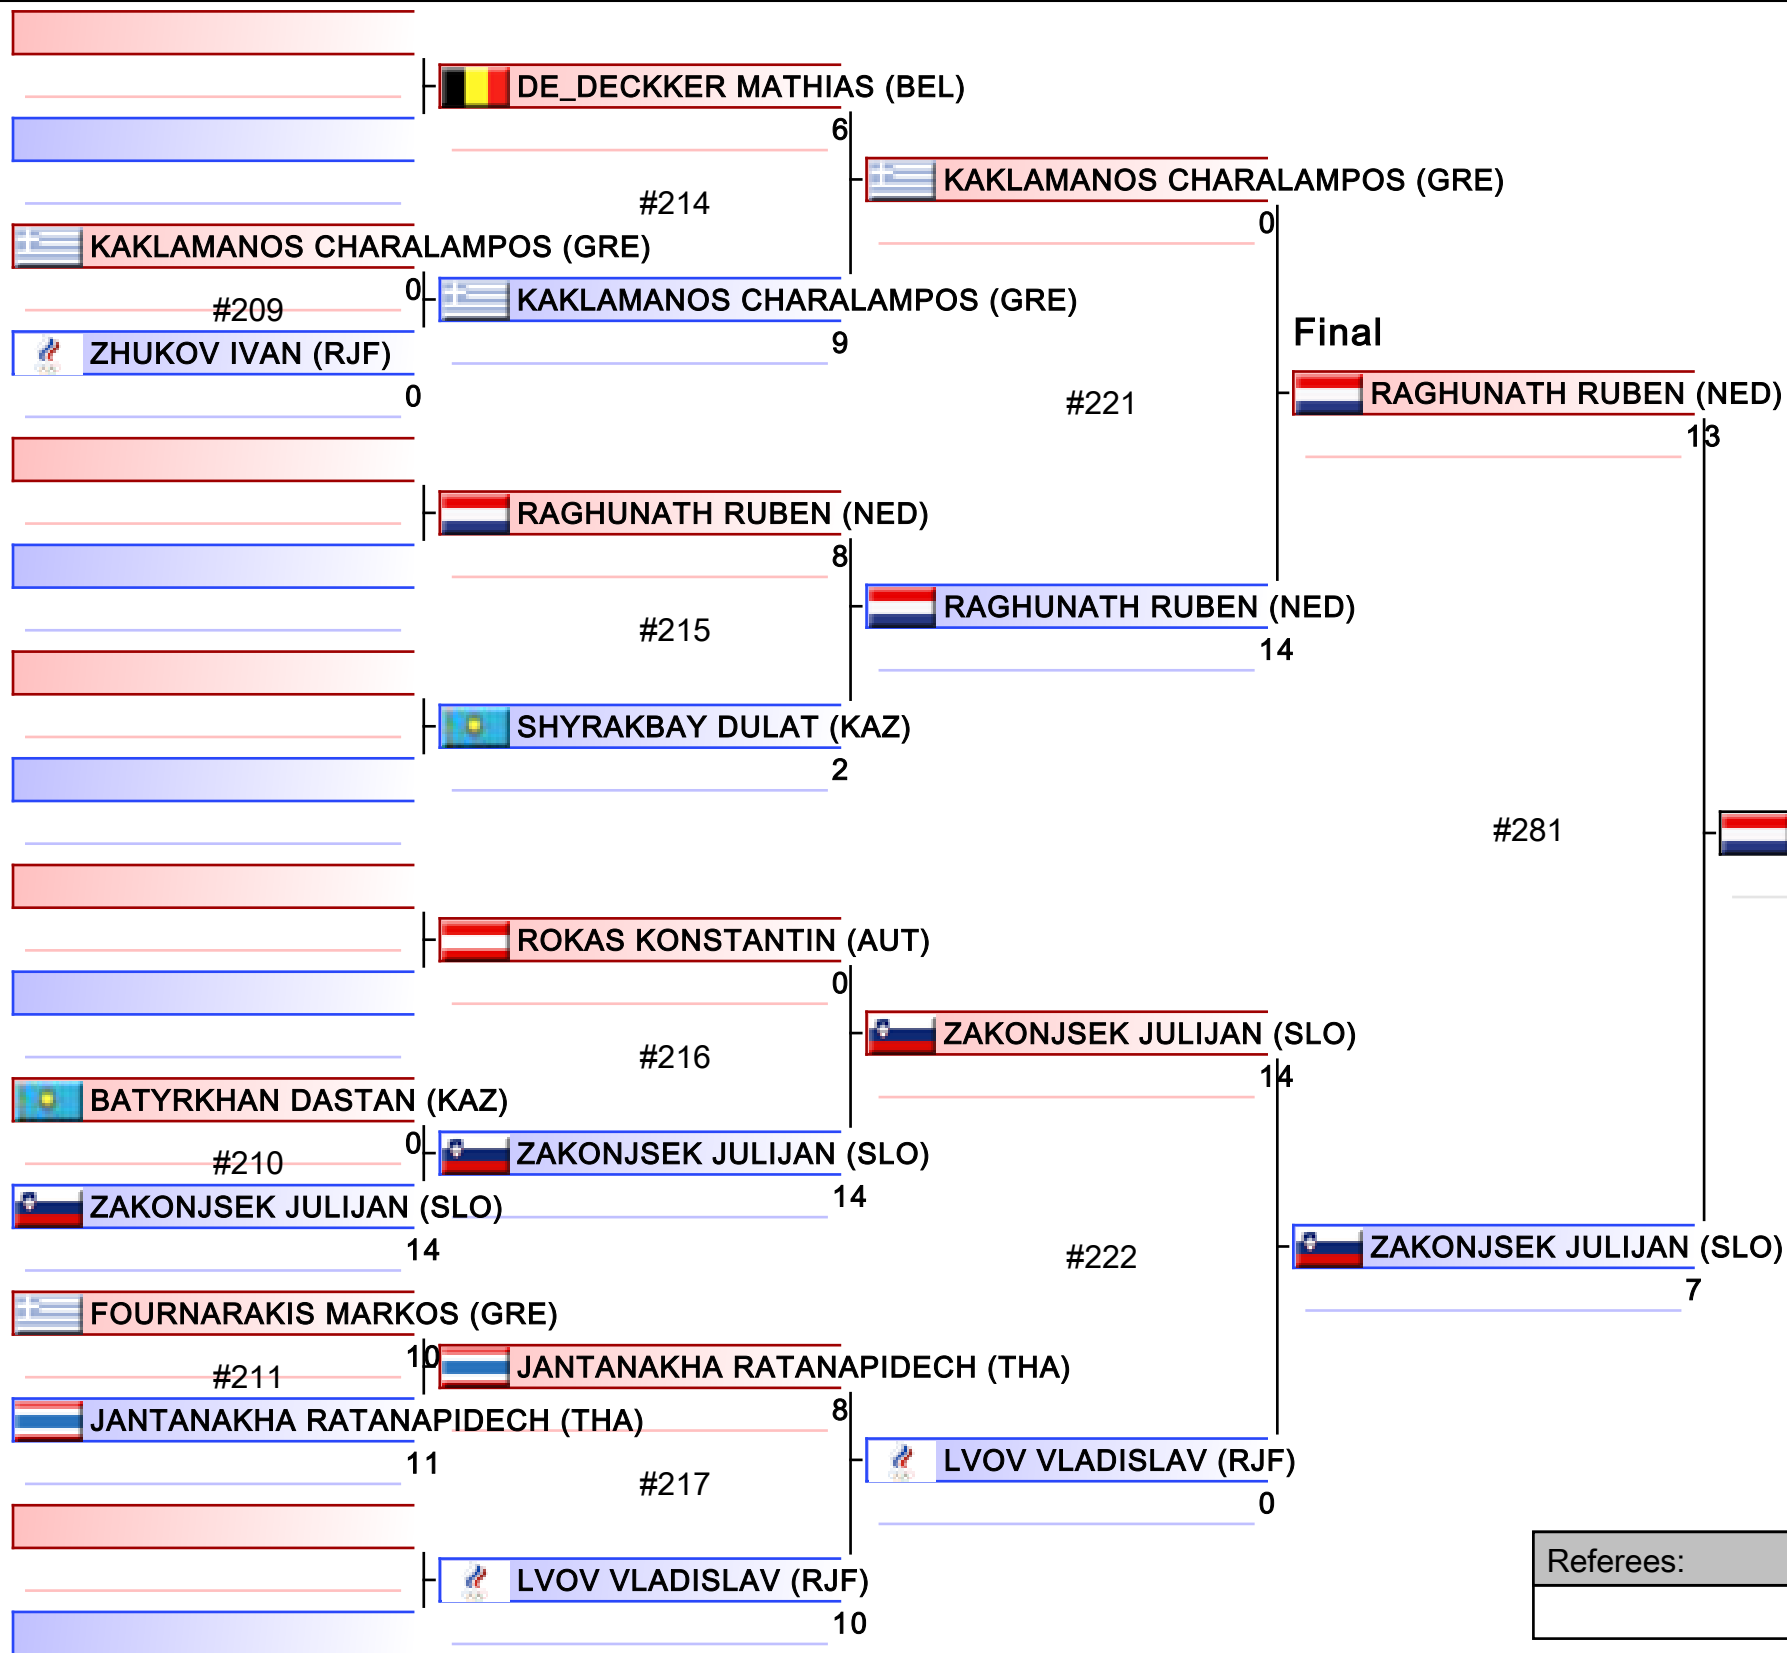 DE_DECKKER MATHIAS (BEL)
6
KAKLAMANOS CHARALAMPOS (GRE)
0
#214
KAKLAMANOS CHARALAMPOS (GRE)
0
#209
KAKLAMANOS CHARALAMPOS (GRE)
9
ZHUKOV IVAN (RJF)
0
Final
RAGHUNATH RUBEN (NED)
13
#221
RAGHUNATH RUBEN (NED)
8
RAGHUNATH RUBEN (NED)
14
#215
SHYRAKBAY DULAT (KAZ)
2
#281
ROKAS KONSTANTIN (AUT)
0
ZAKONJSEK JULIJAN (SLO)
14
#216
BATYRKHAN DASTAN (KAZ)
0
#210
ZAKONJSEK JULIJAN (SLO)
14
ZAKONJSEK JULIJAN (SLO)
14
#222
ZAKONJSEK JULIJAN (SLO)
7
FOURNARAKIS MARKOS (GRE)
10
#211
JANTANAKHA RATANAPIDECH (THA)
8
JANTANAKHA RATANAPIDECH (THA)
11
LVOV VLADISLAV (RJF)
0
#217
LVOV VLADISLAV (RJF)
10
Referees: